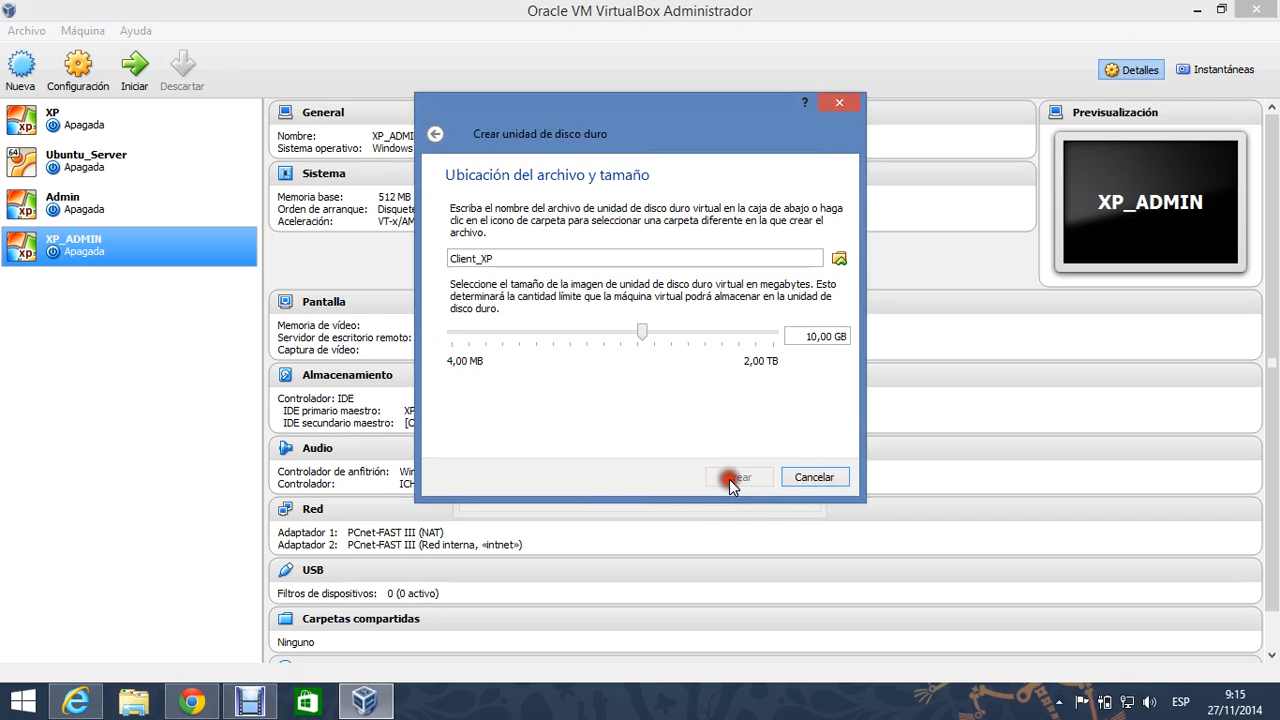 Oracle VM VirtualBox Administrador
Archivo Máquina Ayuda
Nueva Configuración Iniciar Descartar
Detalles Instantáneas
XP
Apagada
64
Ubuntu_Server
Apagada
Admin
Apagada
XP_ADMIN
Apagada
General
Nombre: XP_ADMI
Sistema operativo: Windows
Sistema
Memoria base: 512 MB
Orden de arranque: Disquete
Aceleración: VT-x/AM
Pantalla
Memoria de vídeo:
Servidor de escritorio remoto:
Captura de vídeo:
Almacenamiento
Controlador: IDE
IDE primario maestro: XP
IDE secundario maestro: [C
Audio
Controlador de anfitrión: Win
Controlador: ICH
Red
Adaptador 1: PCnet-FAST III (NAT)
Adaptador 2: PCnet-FAST III (Red interna, «intnet»)
USB
Filtros de dispositivos: 0 (0 activo)
Carpetas compartidas
Ninguno
Previsualización
XP_ADMIN
?
Crear unidad de disco duro
Ubicación del archivo y tamaño
Escriba el nombre del archivo de unidad de disco duro virtual en la caja de abajo o haga
clic en el icono de carpeta para seleccionar una carpeta diferente en la que crear el
archivo.
Client_XP
Seleccione el tamaño de la imagen de unidad de disco duro virtual en megabytes. Esto
determinará la cantidad límite que la máquina virtual podrá almacenar en la unidad de
disco duro.
10,00 GB
4,00 MB 2,00 TB
Cancelar
ESP
9:15
27/11/2014